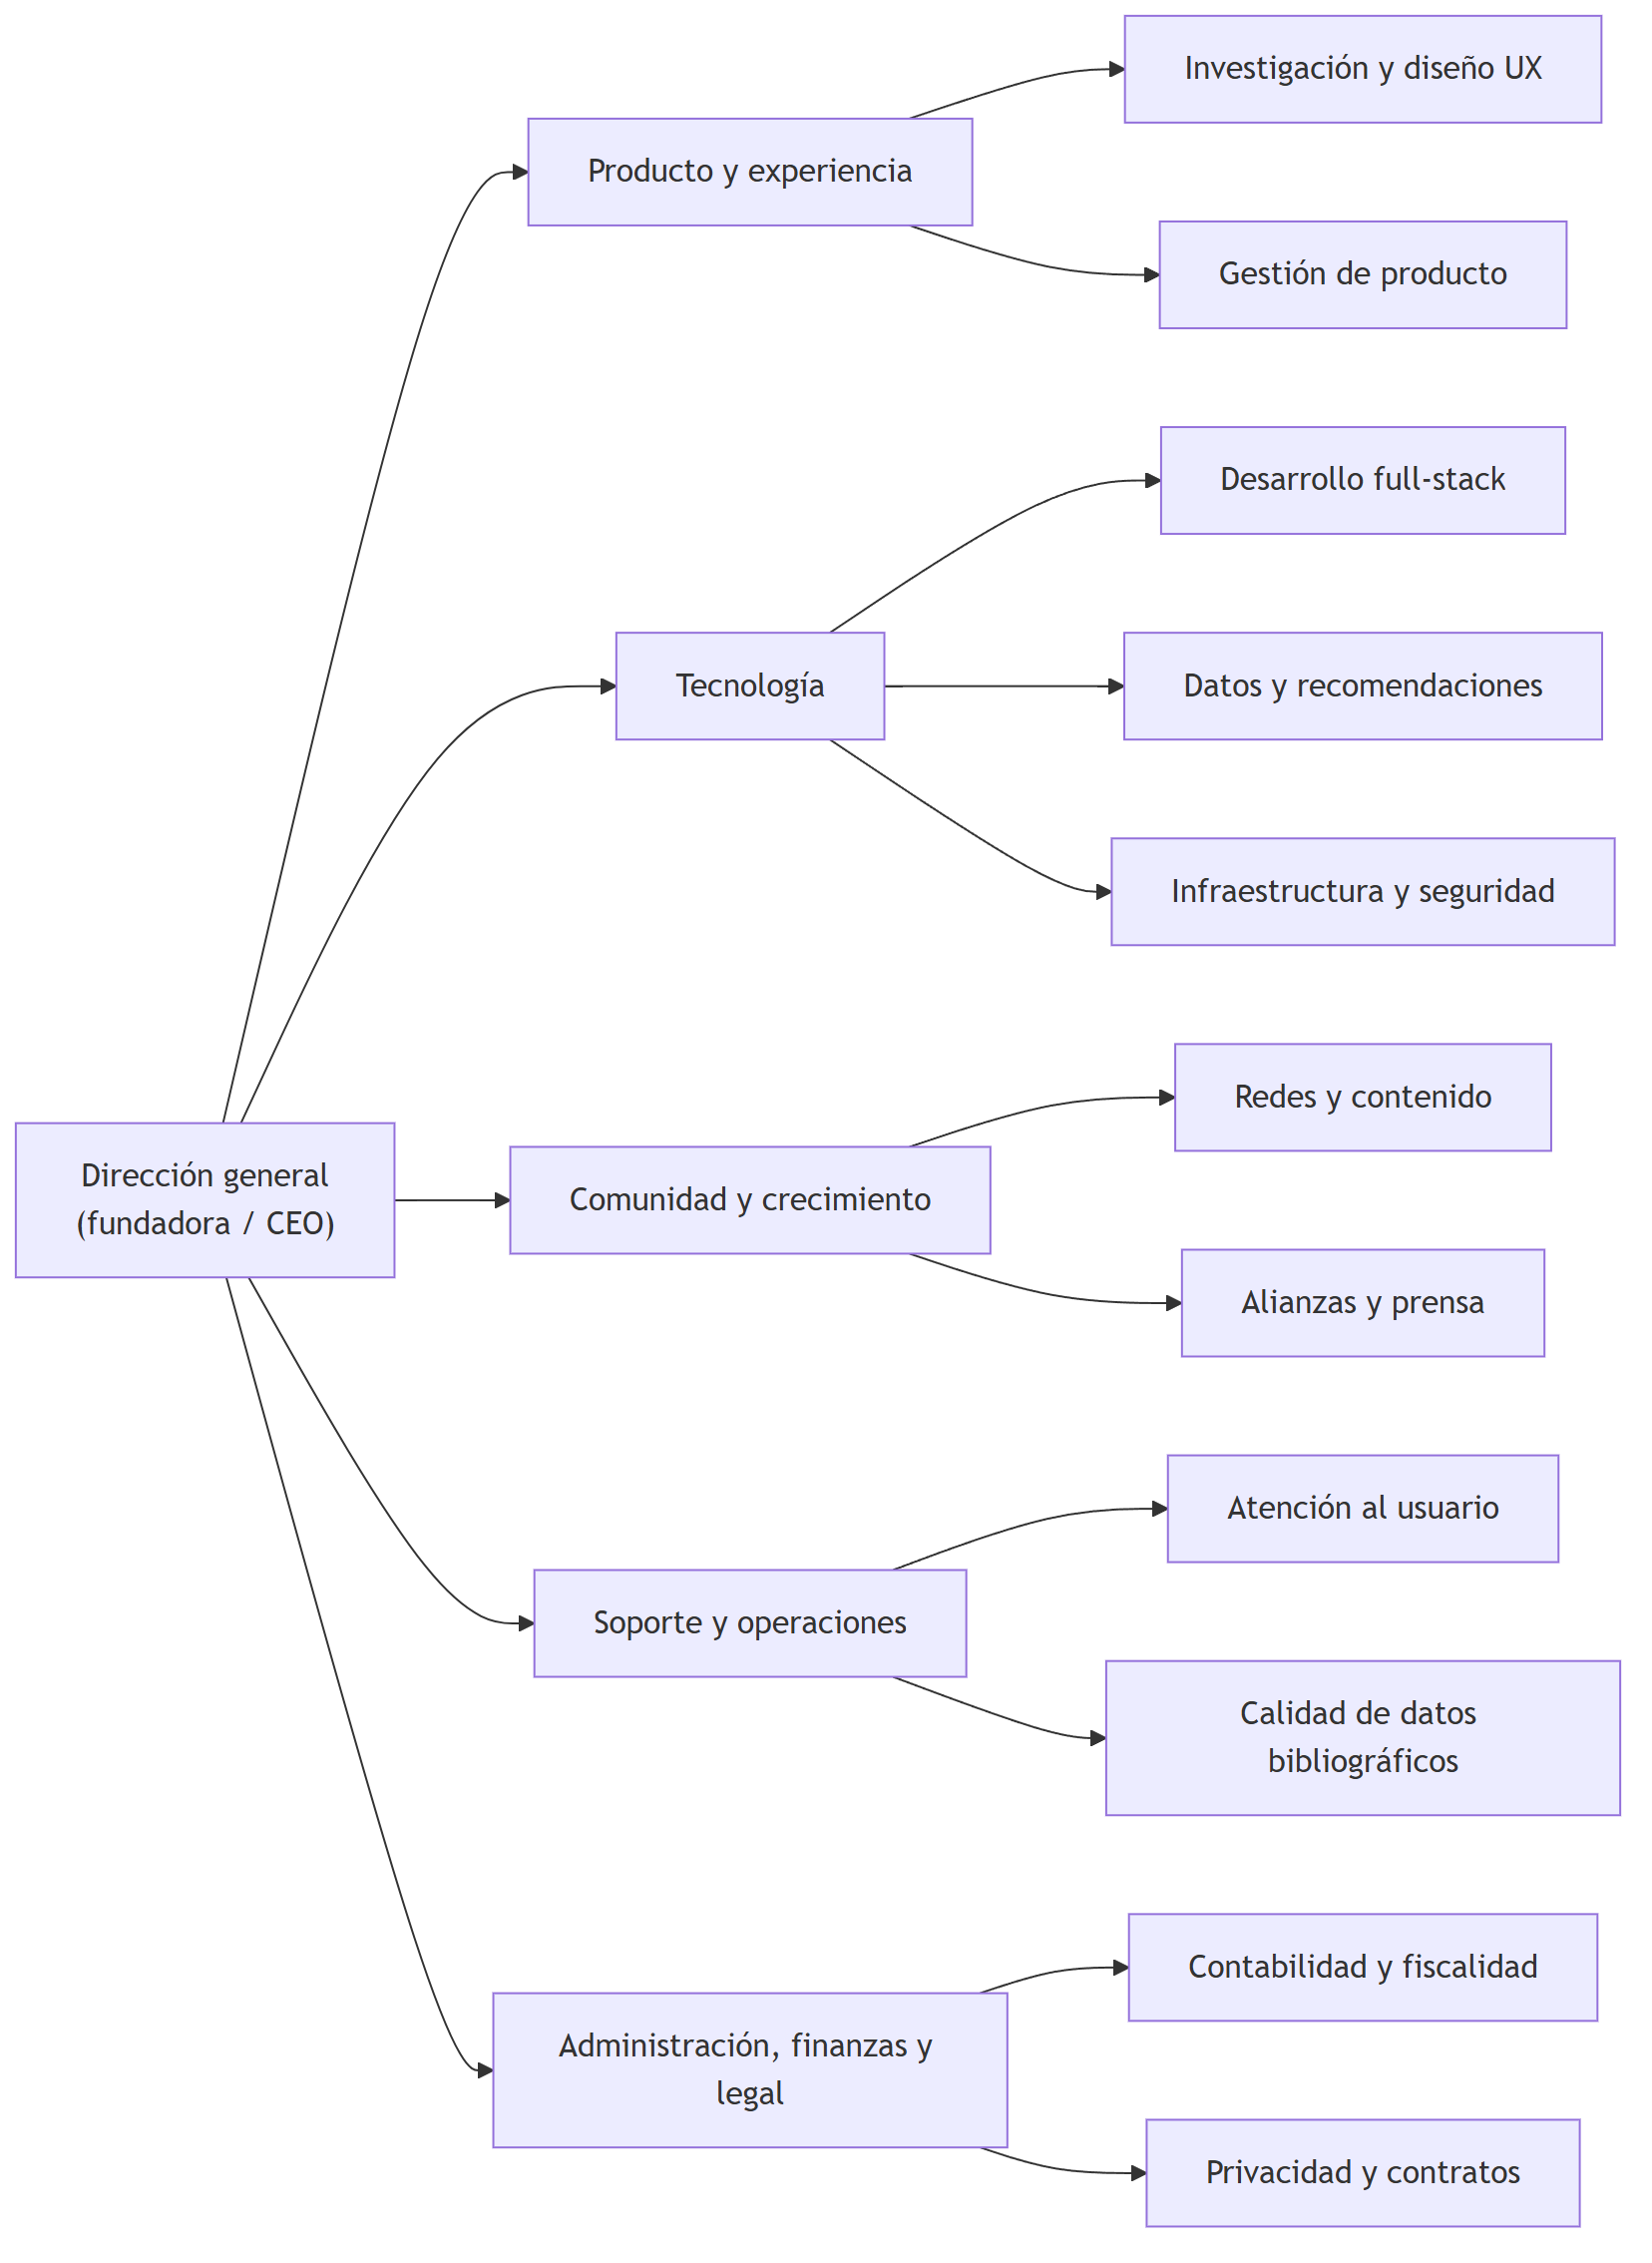 Dirección general
(fundadora / CEO)
Producto y experiencia
Investigación y diseño UX
Gestión de producto
Tecnología
Desarrollo full-stack
Datos y recomendaciones
Infraestructura y seguridad
Comunidad y crecimiento
Redes y contenido
Alianzas y prensa
Soporte y operaciones
Atención al usuario
Calidad de datos
bibliográficos
Administración, finanzas y
legal
Contabilidad y fiscalidad
Privacidad y contratos